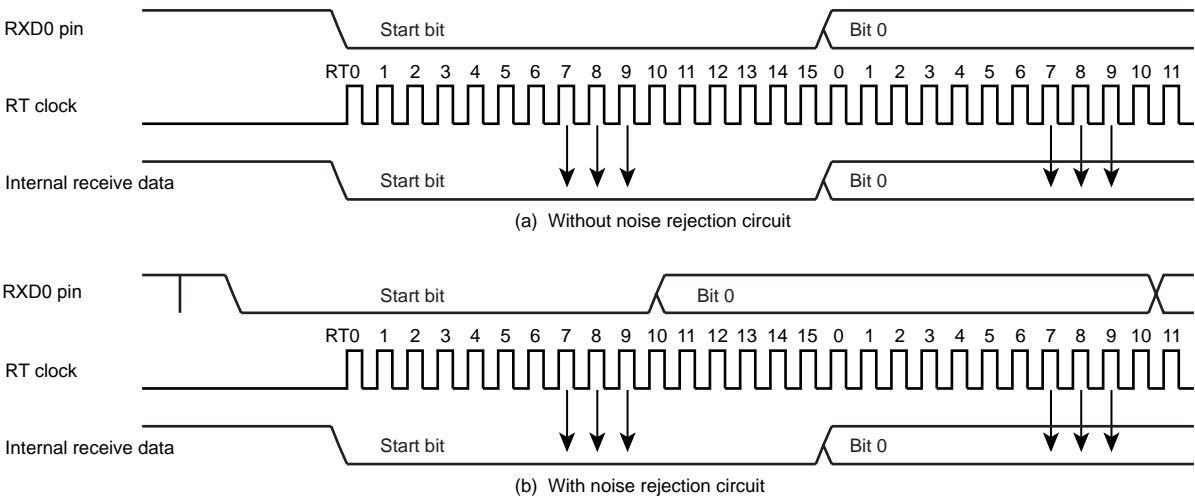 RXD0 pin
Start bit
Bit 0
RT0 1 2 3 4 5 6 7 8 9 10 11 12 13 14 15 0 1 2 3 4 5 6 7 8 9 10 11
RT clock
Internal receive data
Start bit
Bit 0
(a) Without noise rejection circuit
RXD0 pin
Start bit
Bit 0
RT0 1 2 3 4 5 6 7 8 9 10 11 12 13 14 15 0 1 2 3 4 5 6 7 8 9 10 11
RT clock
Internal receive data
Start bit
Bit 0
(b) With noise rejection circuit